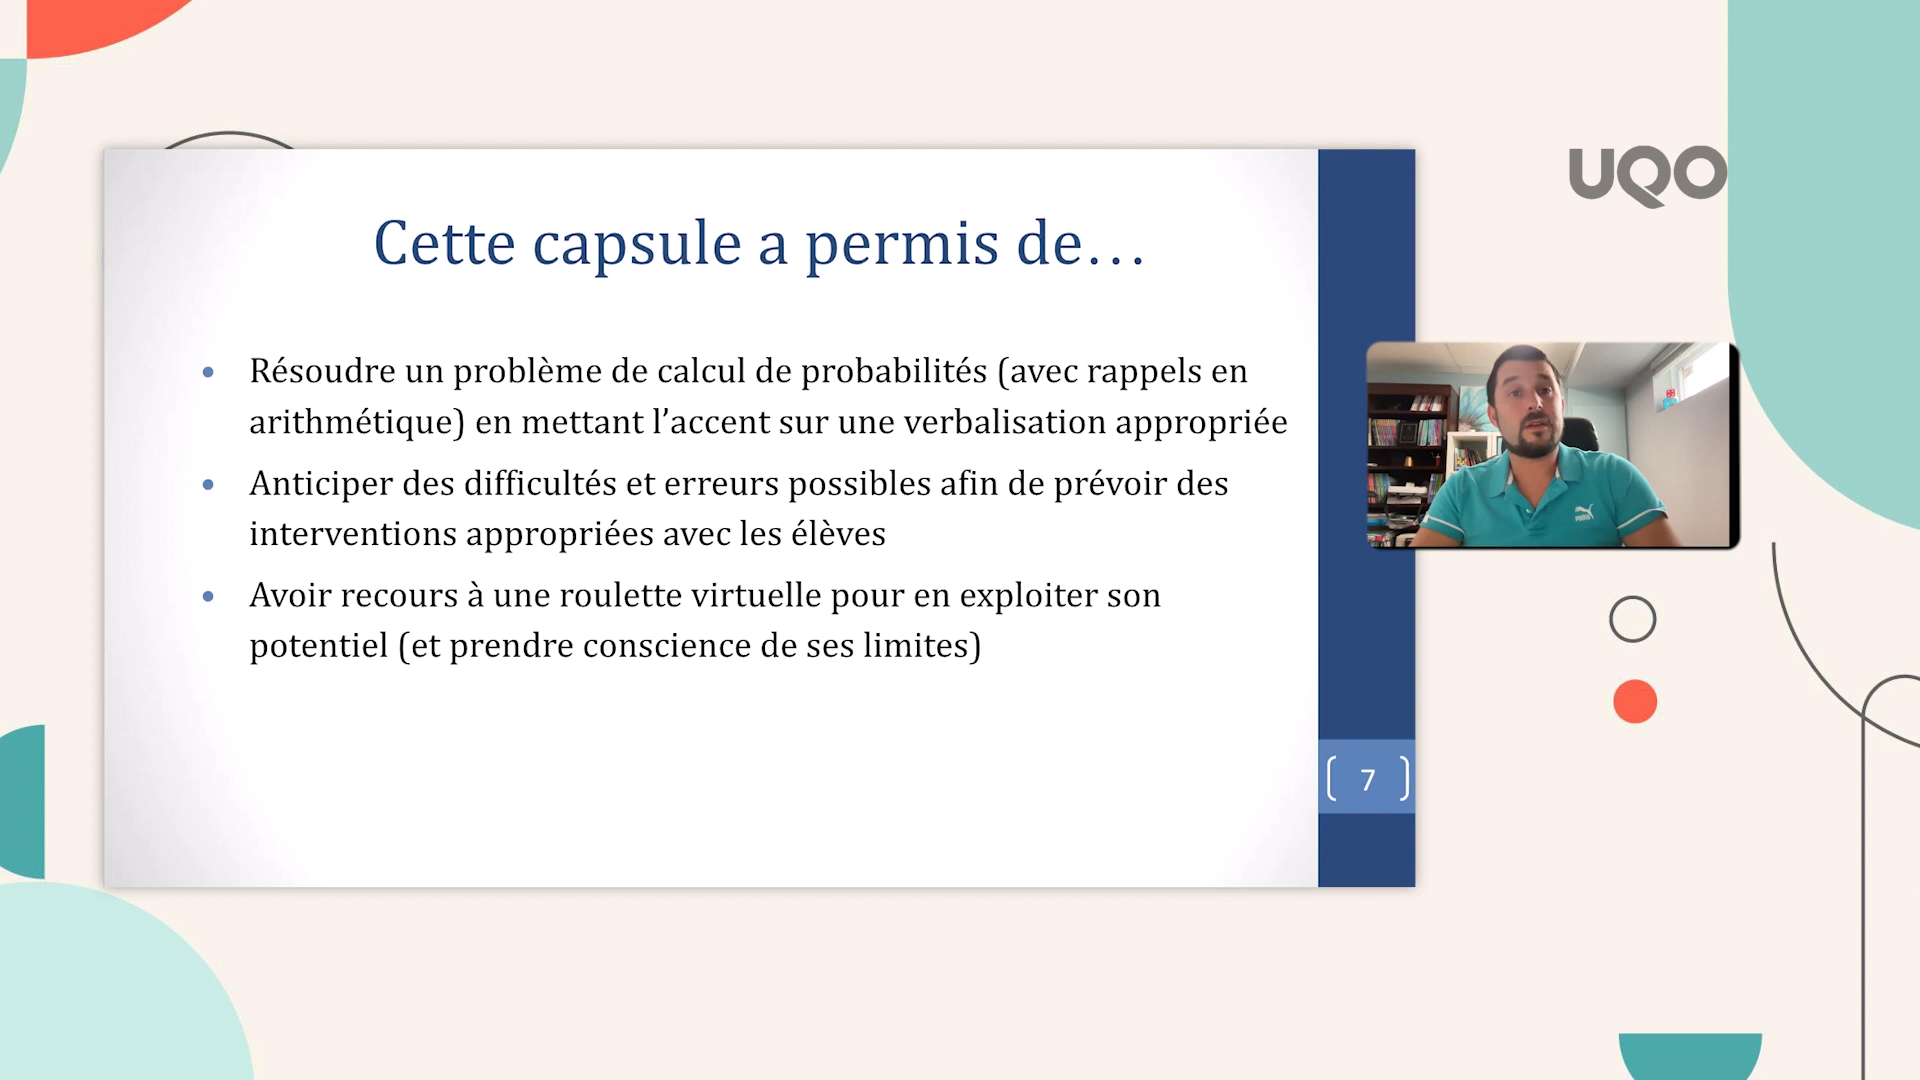 UQO
Cette capsule a permis de…
• Résoudre un problème de calcul de probabilités (avec rappels en
arithmétique) en mettant l’accent sur une verbalisation appropriée
• Anticiper des difficultés et erreurs possibles afin de prévoir des
interventions appropriées avec les élèves
• Avoir recours à une roulette virtuelle pour en exploiter son
potentiel (et prendre conscience de ses limites)
7